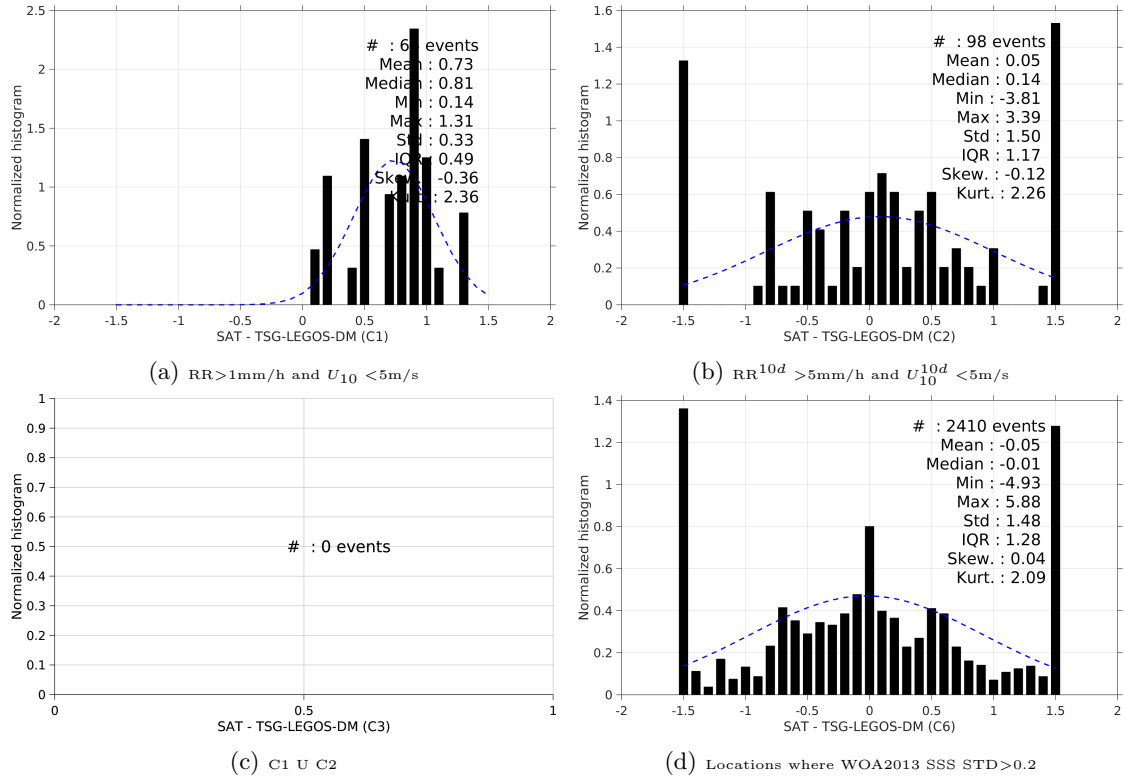 2.5
2
1.5
1
0.5
0
-2 -1.5 -1 -0.5 0 0.5 1 1.5 2
Normalized histogram
# : events
Mean : 0.73
Median : 0.81
Min : 0.14
Max : 1.31
Std : 0.33
IQR : 0.49
Skew. : -0.36
Kurt. : 2.36
SAT - TSG-LEGOS-DM (C1)
(a) RR>1mm/h and U10 <5m/s
1.6
1.4
1.2
1
0.8
0.6
0.4
0.2
0
-2 -1.5 -1 -0.5 0 0.5 1 1.5 2
Normalized histogram
# : 98 events
Mean : 0.05
Median : 0.14
Min : -3.81
Max : 3.39
Std : 1.50
IQR : 1.17
Skew. : -0.12
Kurt. : 2.26
SAT - TSG-LEGOS-DM (C2)
(b) RR10d >5mm/h and U10d10 <5m/s
1
0.9
0.8
0.7
0.6
0.5
0.4
0.3
0.2
0.1
0
0 0.5 1
Normalized histogram
# : 0 events
SAT - TSG-LEGOS-DM (C3)
(c) C1 U C2
1.4
1.2
1
0.8
0.6
0.4
0.2
0
-2 -1.5 -1 -0.5 0 0.5 1 1.5 2
Normalized histogram
# : 2410 events
Mean : -0.05
Median : -0.01
Min : -4.93
Max : 5.88
Std : 1.48
IQR : 1.28
Skew. : 0.04
Kurt. : 2.09
SAT - TSG-LEGOS-DM (C6)
(d) Locations where WOA2013 SSS STD>0.2